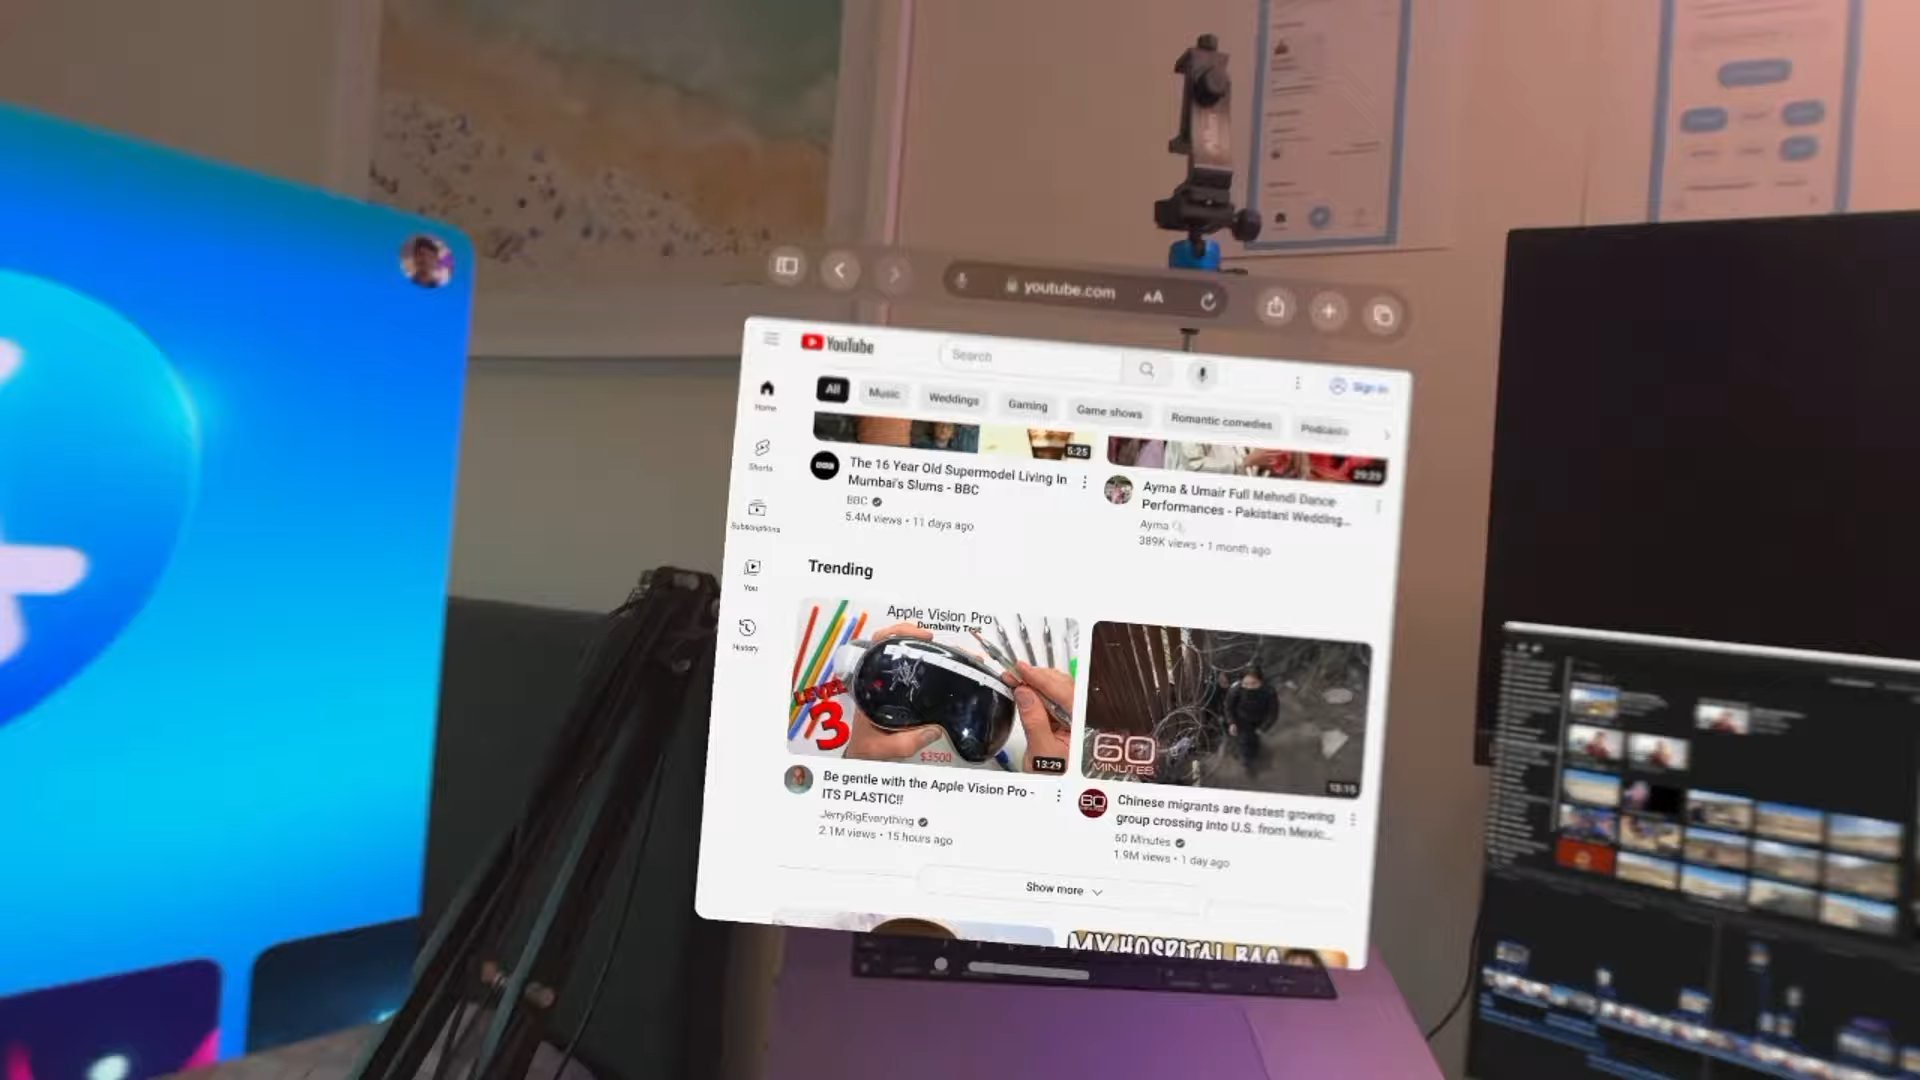 youtube.com
AA
YouTube
Search
Sign in
All
Music
Weddings
Gaming
Game shows
Romantic comedies
Podcasts
Home
Shorts
Subscriptions
You
History
5:25
29:29
The 16 Year Old Supermodel Living In
Mumbai's Slums - BBC
BBC
5.4M views • 11 days ago
Ayma & Umair Full Mehndi Dance
Performances - Pakistani Wedding...
Ayma
389K views • 1 month ago
Trending
Apple Vision Pro
Durability Test
LEVEL
3
$3500
13:29
60
MINUTES
13:15
Be gentle with the Apple Vision Pro -
ITS PLASTIC!!
JerryRigEverything
2.1M views • 15 hours ago
60
Chinese migrants are fastest growing
group crossing into U.S. from Mexic...
60 Minutes
1.9M views • 1 day ago
Show more
MY HOSPITAL BAG